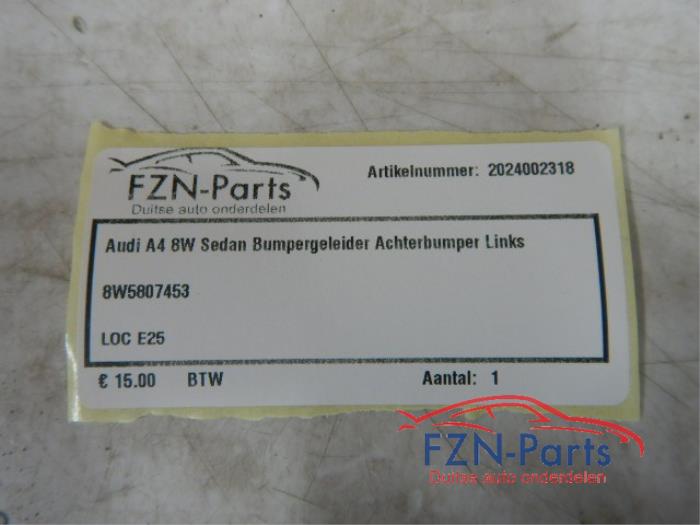 FZN-Parts
Duitse auto onderdelen
Artikelnummer: 2024002318
Audi A4 8W Sedan Bumpergeleider Achterbumper Links
8W5807453
LOC E25
€ 15.00 BTW Aantal: 1
FZN-Parts
Duitse auto onderdelen